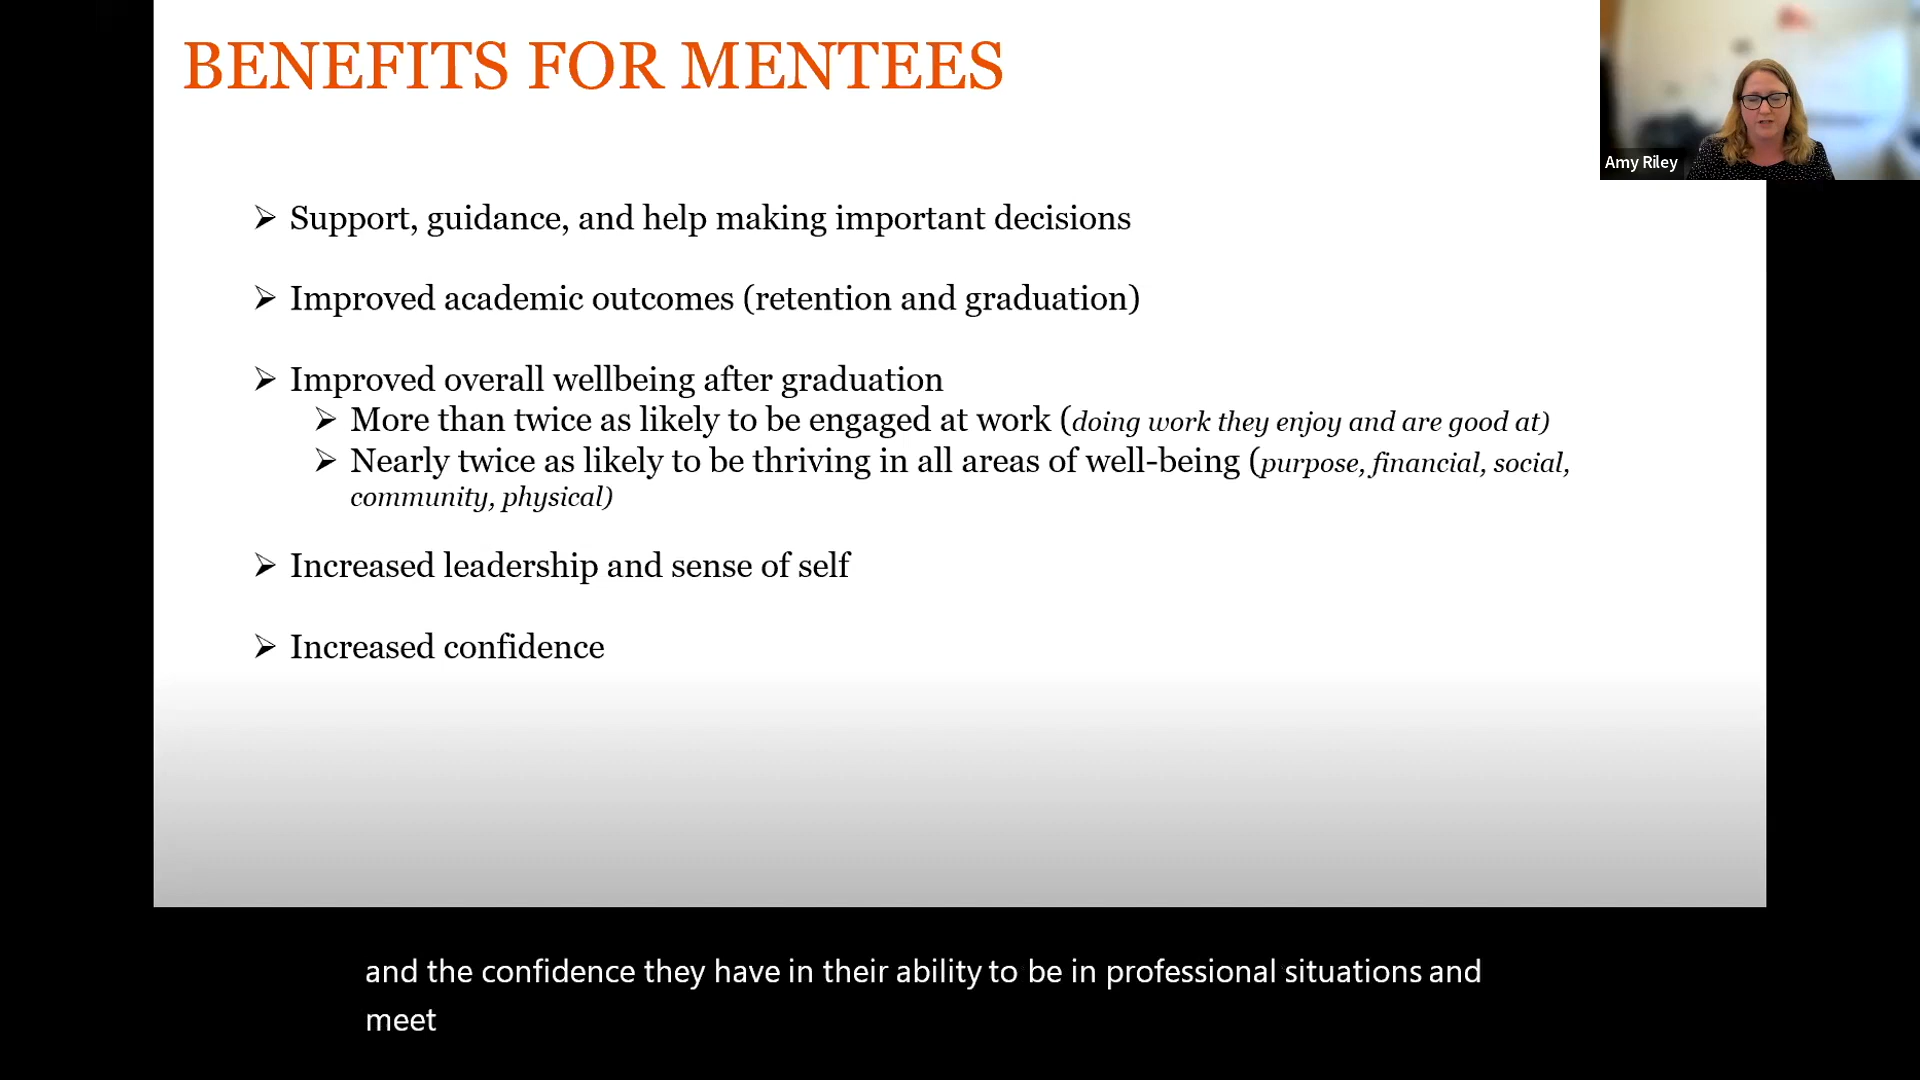 BENEFITS FOR MENTEES
Amy Riley
➢ Support, guidance, and help making important decisions
➢ Improved academic outcomes (retention and graduation)
➢ Improved overall wellbeing after graduation
➢ More than twice as likely to be engaged at work (doing work they enjoy and are good at)
➢ Nearly twice as likely to be thriving in all areas of well-being (purpose, financial, social,
community, physical)
➢ Increased leadership and sense of self
➢ Increased confidence
and the confidence they have in their ability to be in professional situations and
meet